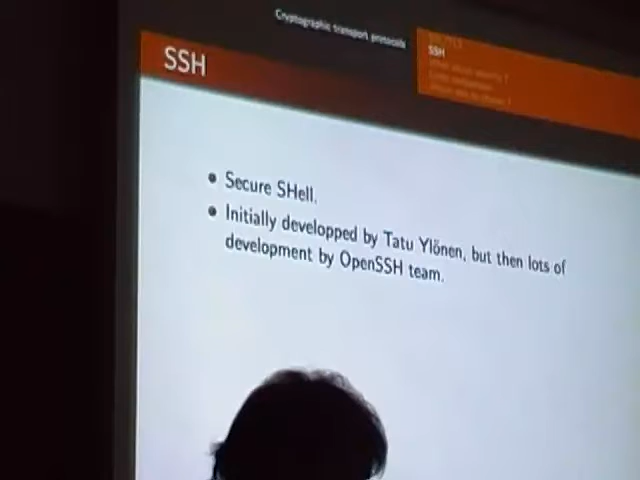 Cryptographic transport protocols
SSH
SSH
Secure SHell.
Initially developped by Tatu Ylönen, but then lots of
development by OpenSSH team.